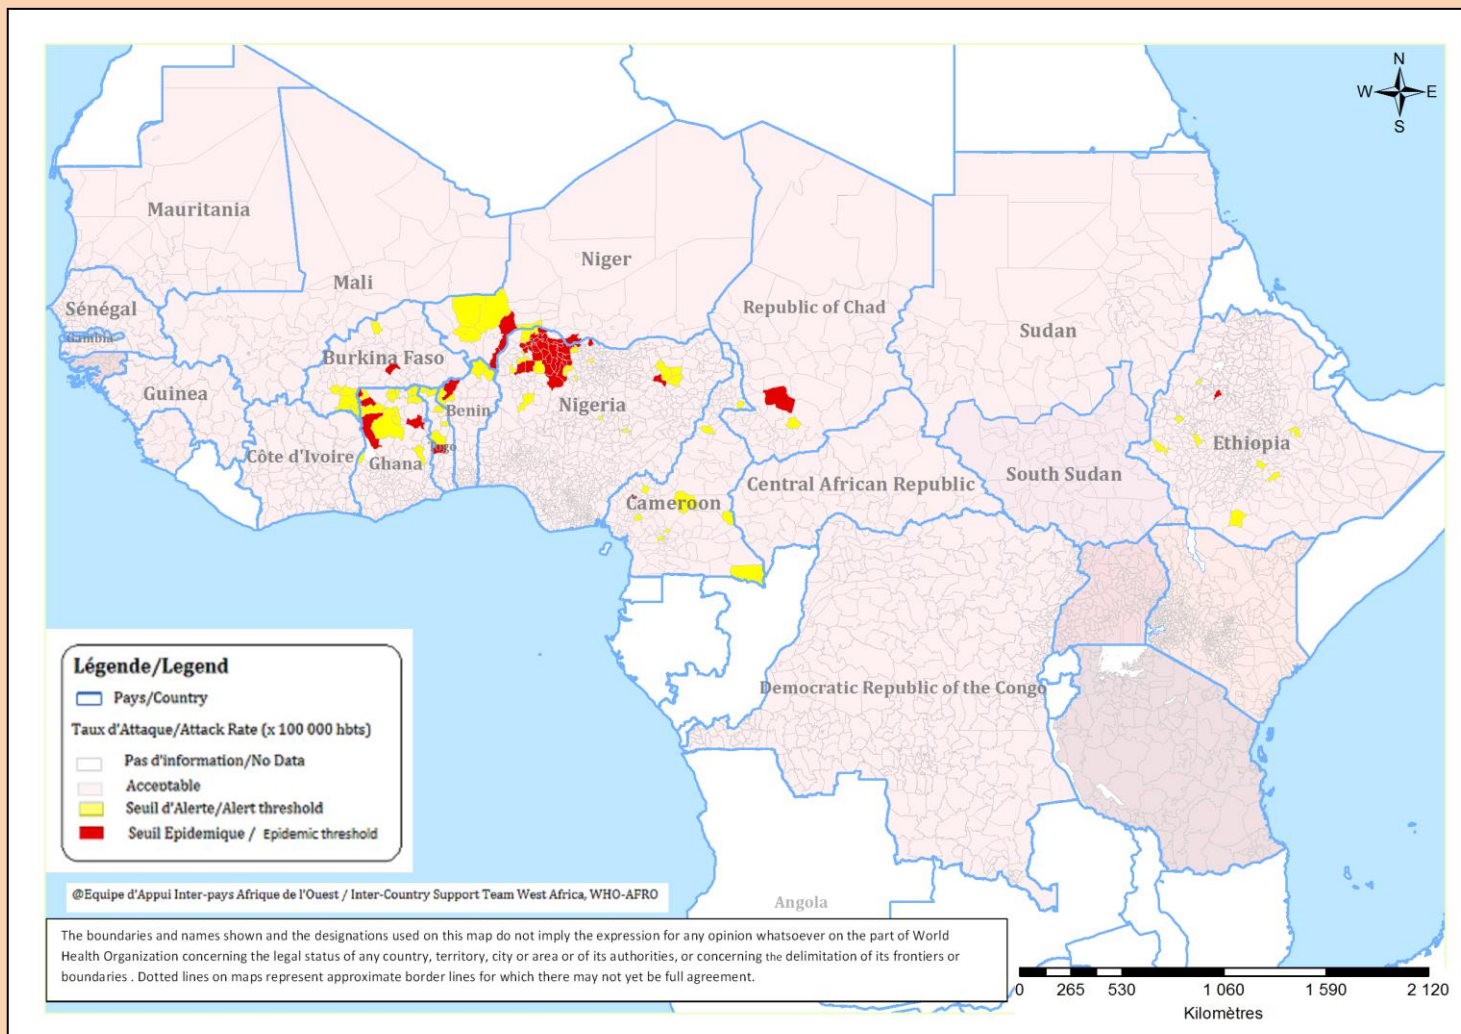 N
W E
S
Mauritania
Niger
Mali
Republic of Chad
Sénégal
Sudan
Gambia
Burkina Faso
Guinea
Benin
Nigeria
Ethiopia
Côte d'Ivoire
Ghana
Togo
Central African Republic
South Sudan
Cameroon
Democratic Republic of the Congo
Angola
Légende/Legend
Pays/Country
Taux d'Attaque/Attack Rate (x 100 000 hbts)
Pas d'information/No Data
Acceptable
Seuil d'Alerte/Alert threshold
Seuil Epidemique / Epidemic threshold
@Equipe d'Appui Inter-pays Afrique de l'Ouest / Inter-Country Support Team West Africa, WHO-AFRO
The boundaries and names shown and the designations used on this map do not imply the expression for any opinion whatsoever on the part of World
Health Organization concerning the legal status of any country, territory, city or area or of its authorities, or concerning the delimitation of its frontiers or
boundaries . Dotted lines on maps represent approximate border lines for which there may not yet be full agreement.
0 265 530 1 060 1 590 2 120
Kilomètres